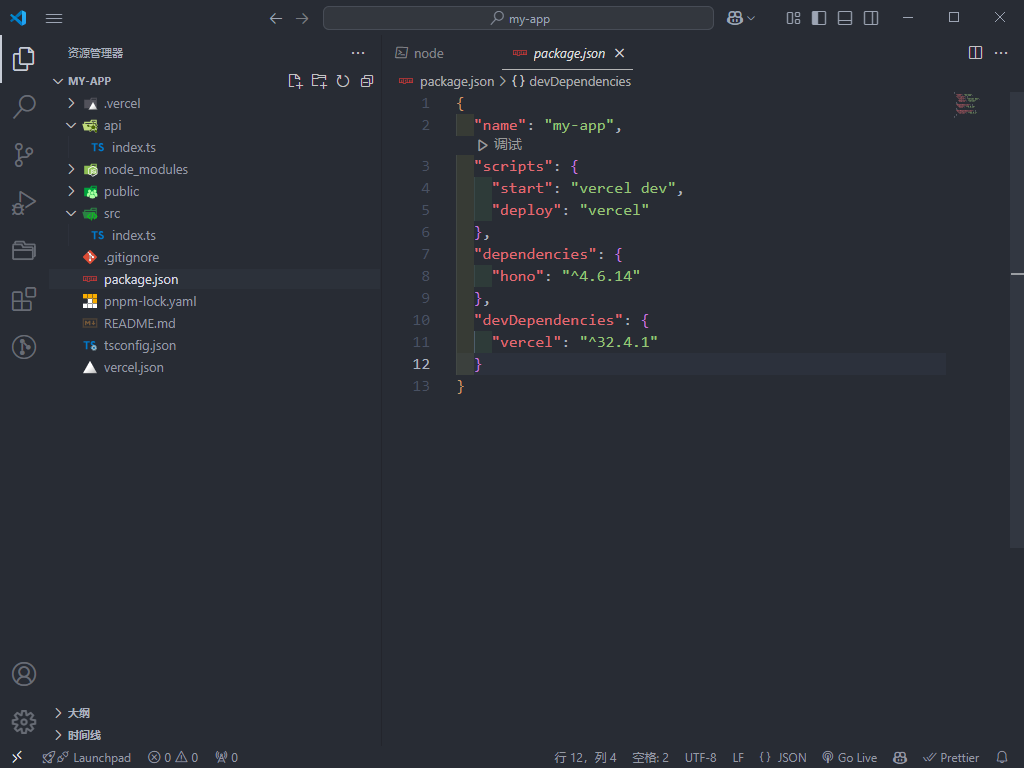 my-app
资源管理器
MY-APP
.vercel
api
TS index.ts
node_modules
public
src
TS index.ts
.gitignore
package.json
pnpm-lock.yaml
README.md
TS tsconfig.json
vercel.json
大纲
时间线
node
package.json
package.json > {} devDependencies
1 {
2 "name": "my-app",
调试
3 "scripts": {
4 "start": "vercel dev",
5 "deploy": "vercel"
6 },
7 "dependencies": {
8 "hono": "^4.6.14"
9 },
10 "devDependencies": {
11 "vercel": "^32.4.1"
12 }
13 }
Launchpad 0 0 0 行 12，列 4 空格: 2 UTF-8 LF {} JSON Go Live Prettier